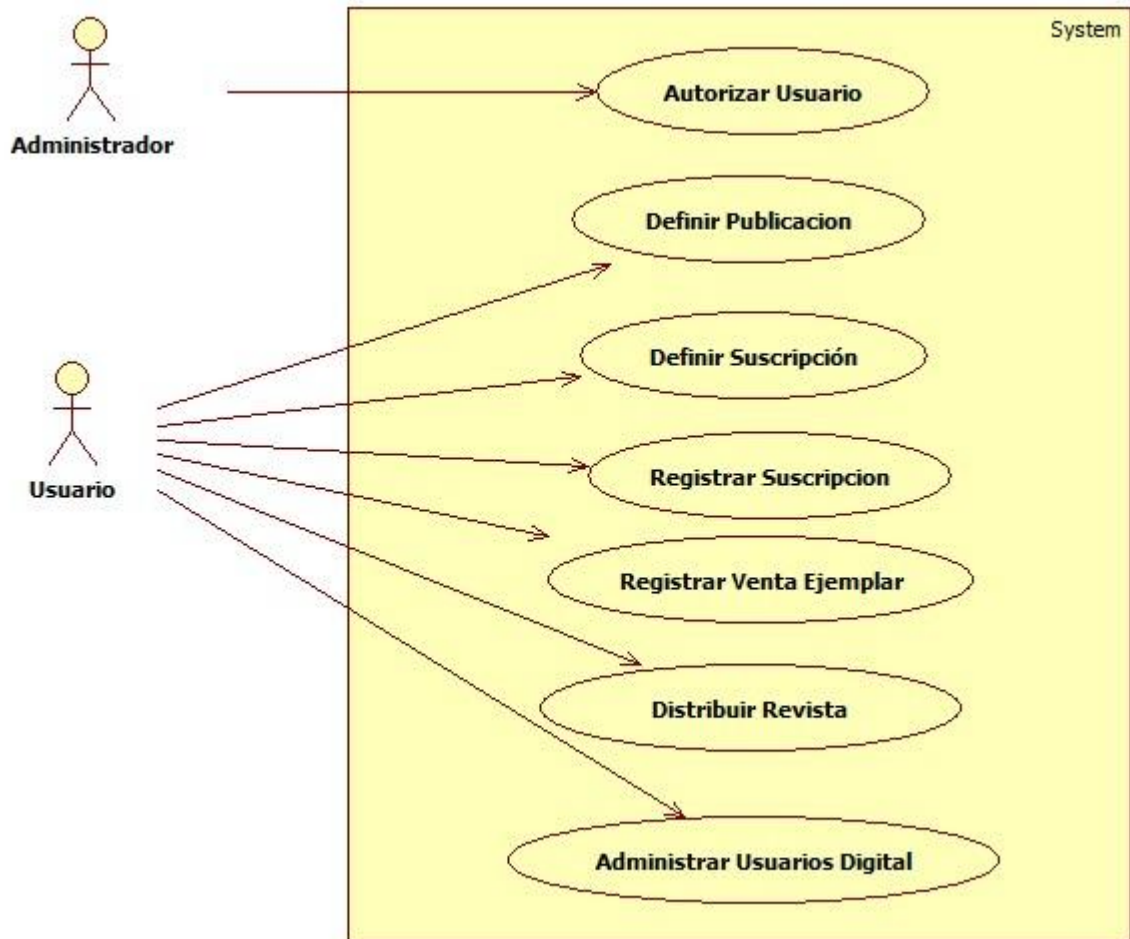 System
Autorizar Usuario
Administrador
Definir Publicacion
Definir Suscripción
Usuario
Registrar Suscripcion
Registrar Venta Ejemplar
Distribuir Revista
Administrar Usuarios Digital